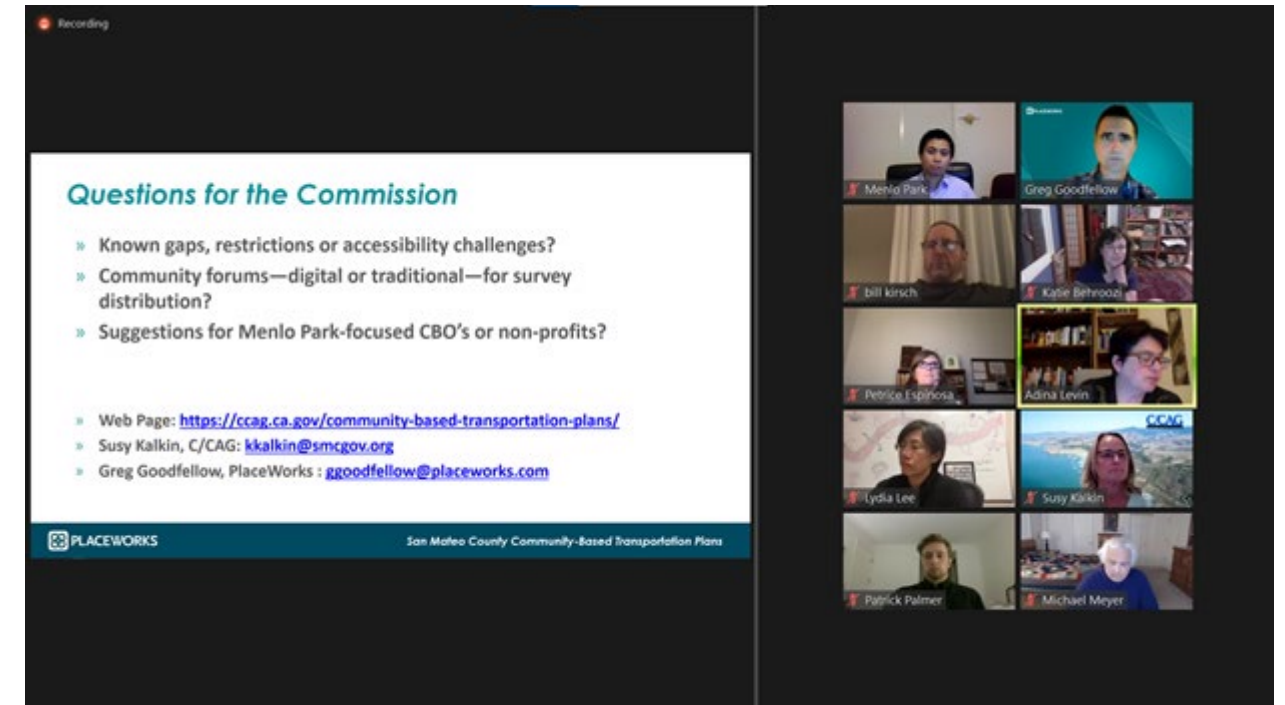 Recording
Questions for the Commission
» Known gaps, restrictions or accessibility challenges?
» Community forums—digital or traditional—for survey
distribution?
» Suggestions for Menlo Park-focused CBO's or non-profits?
» Web Page: https://ccag.ca.gov/community-based-transportation-plans/
» Susy Kalkin, C/CAG: kkalkin@smcgov.org
» Greg Goodfellow, PlaceWorks : ggoodfellow@placeworks.com
PLACEWORKS
San Mateo County Community-Based Transportation Plans
Menlo Park
PLACEWORKS
Greg Goodfellow
bill kirsch
Katie Behroozi
Petrice Espinosa
Adina Levin
Lydia Lee
C/CAG
Susy Kalkin
Patrick Palmer
Michael Meyer